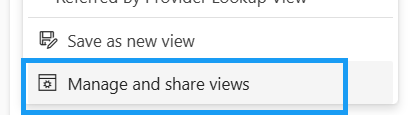 Referred by Provider Lookup View
Save as new view
Manage and share views